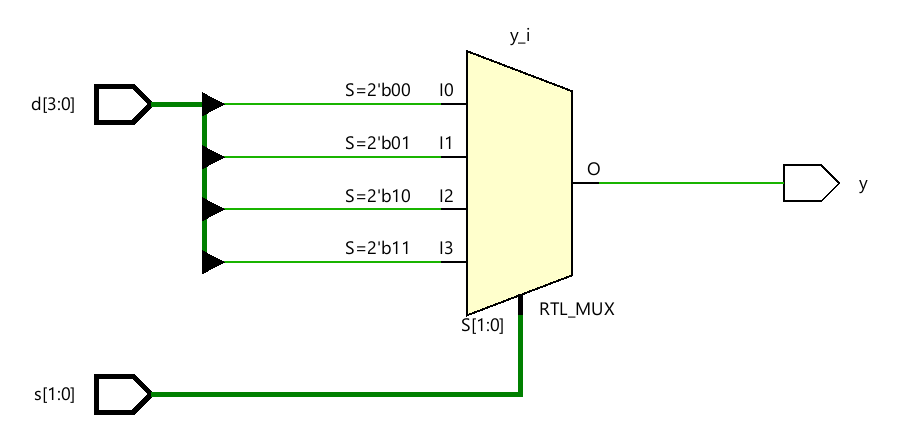 y_i
d[3:0]
S=2'b00 I0
S=2'b01 I1
S=2'b10 I2
S=2'b11 I3
O
y
S[1:0]
RTL_MUX
s[1:0]